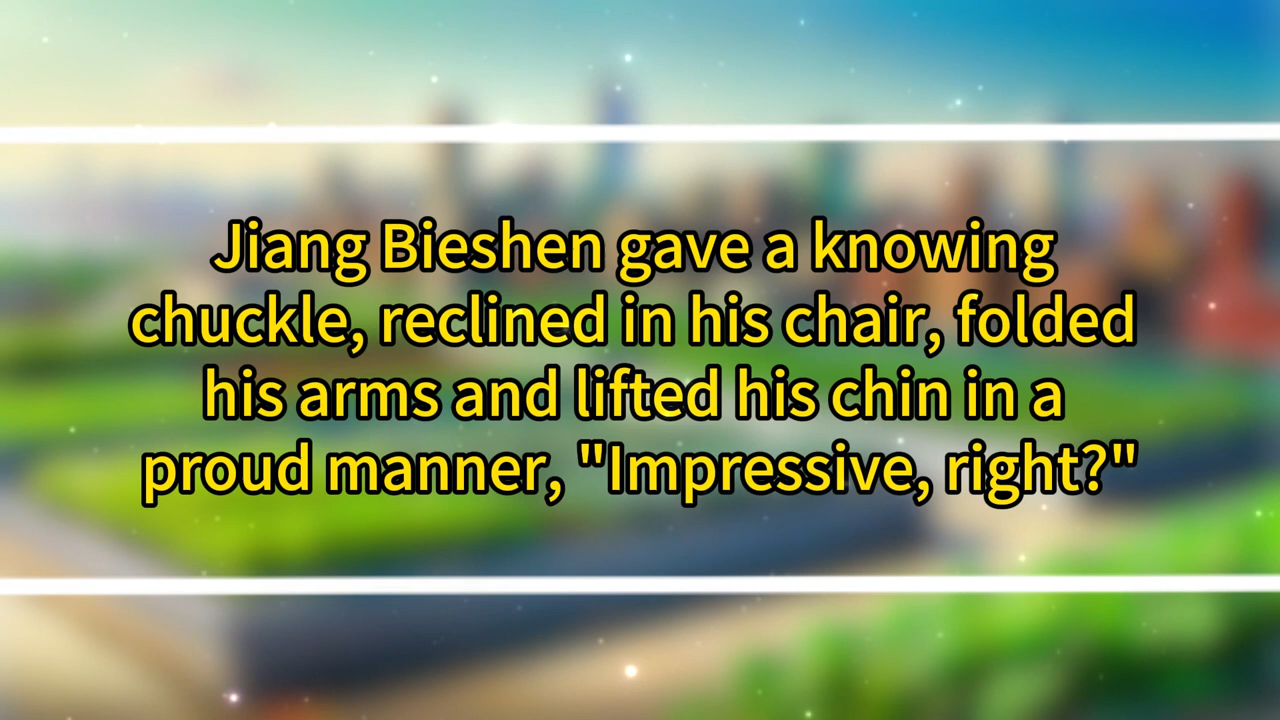 Jiang Bieshen gave a knowing
chuckle, reclined in his chair, folded
his arms and lifted his chin in a
proud manner, "Impressive, right?"